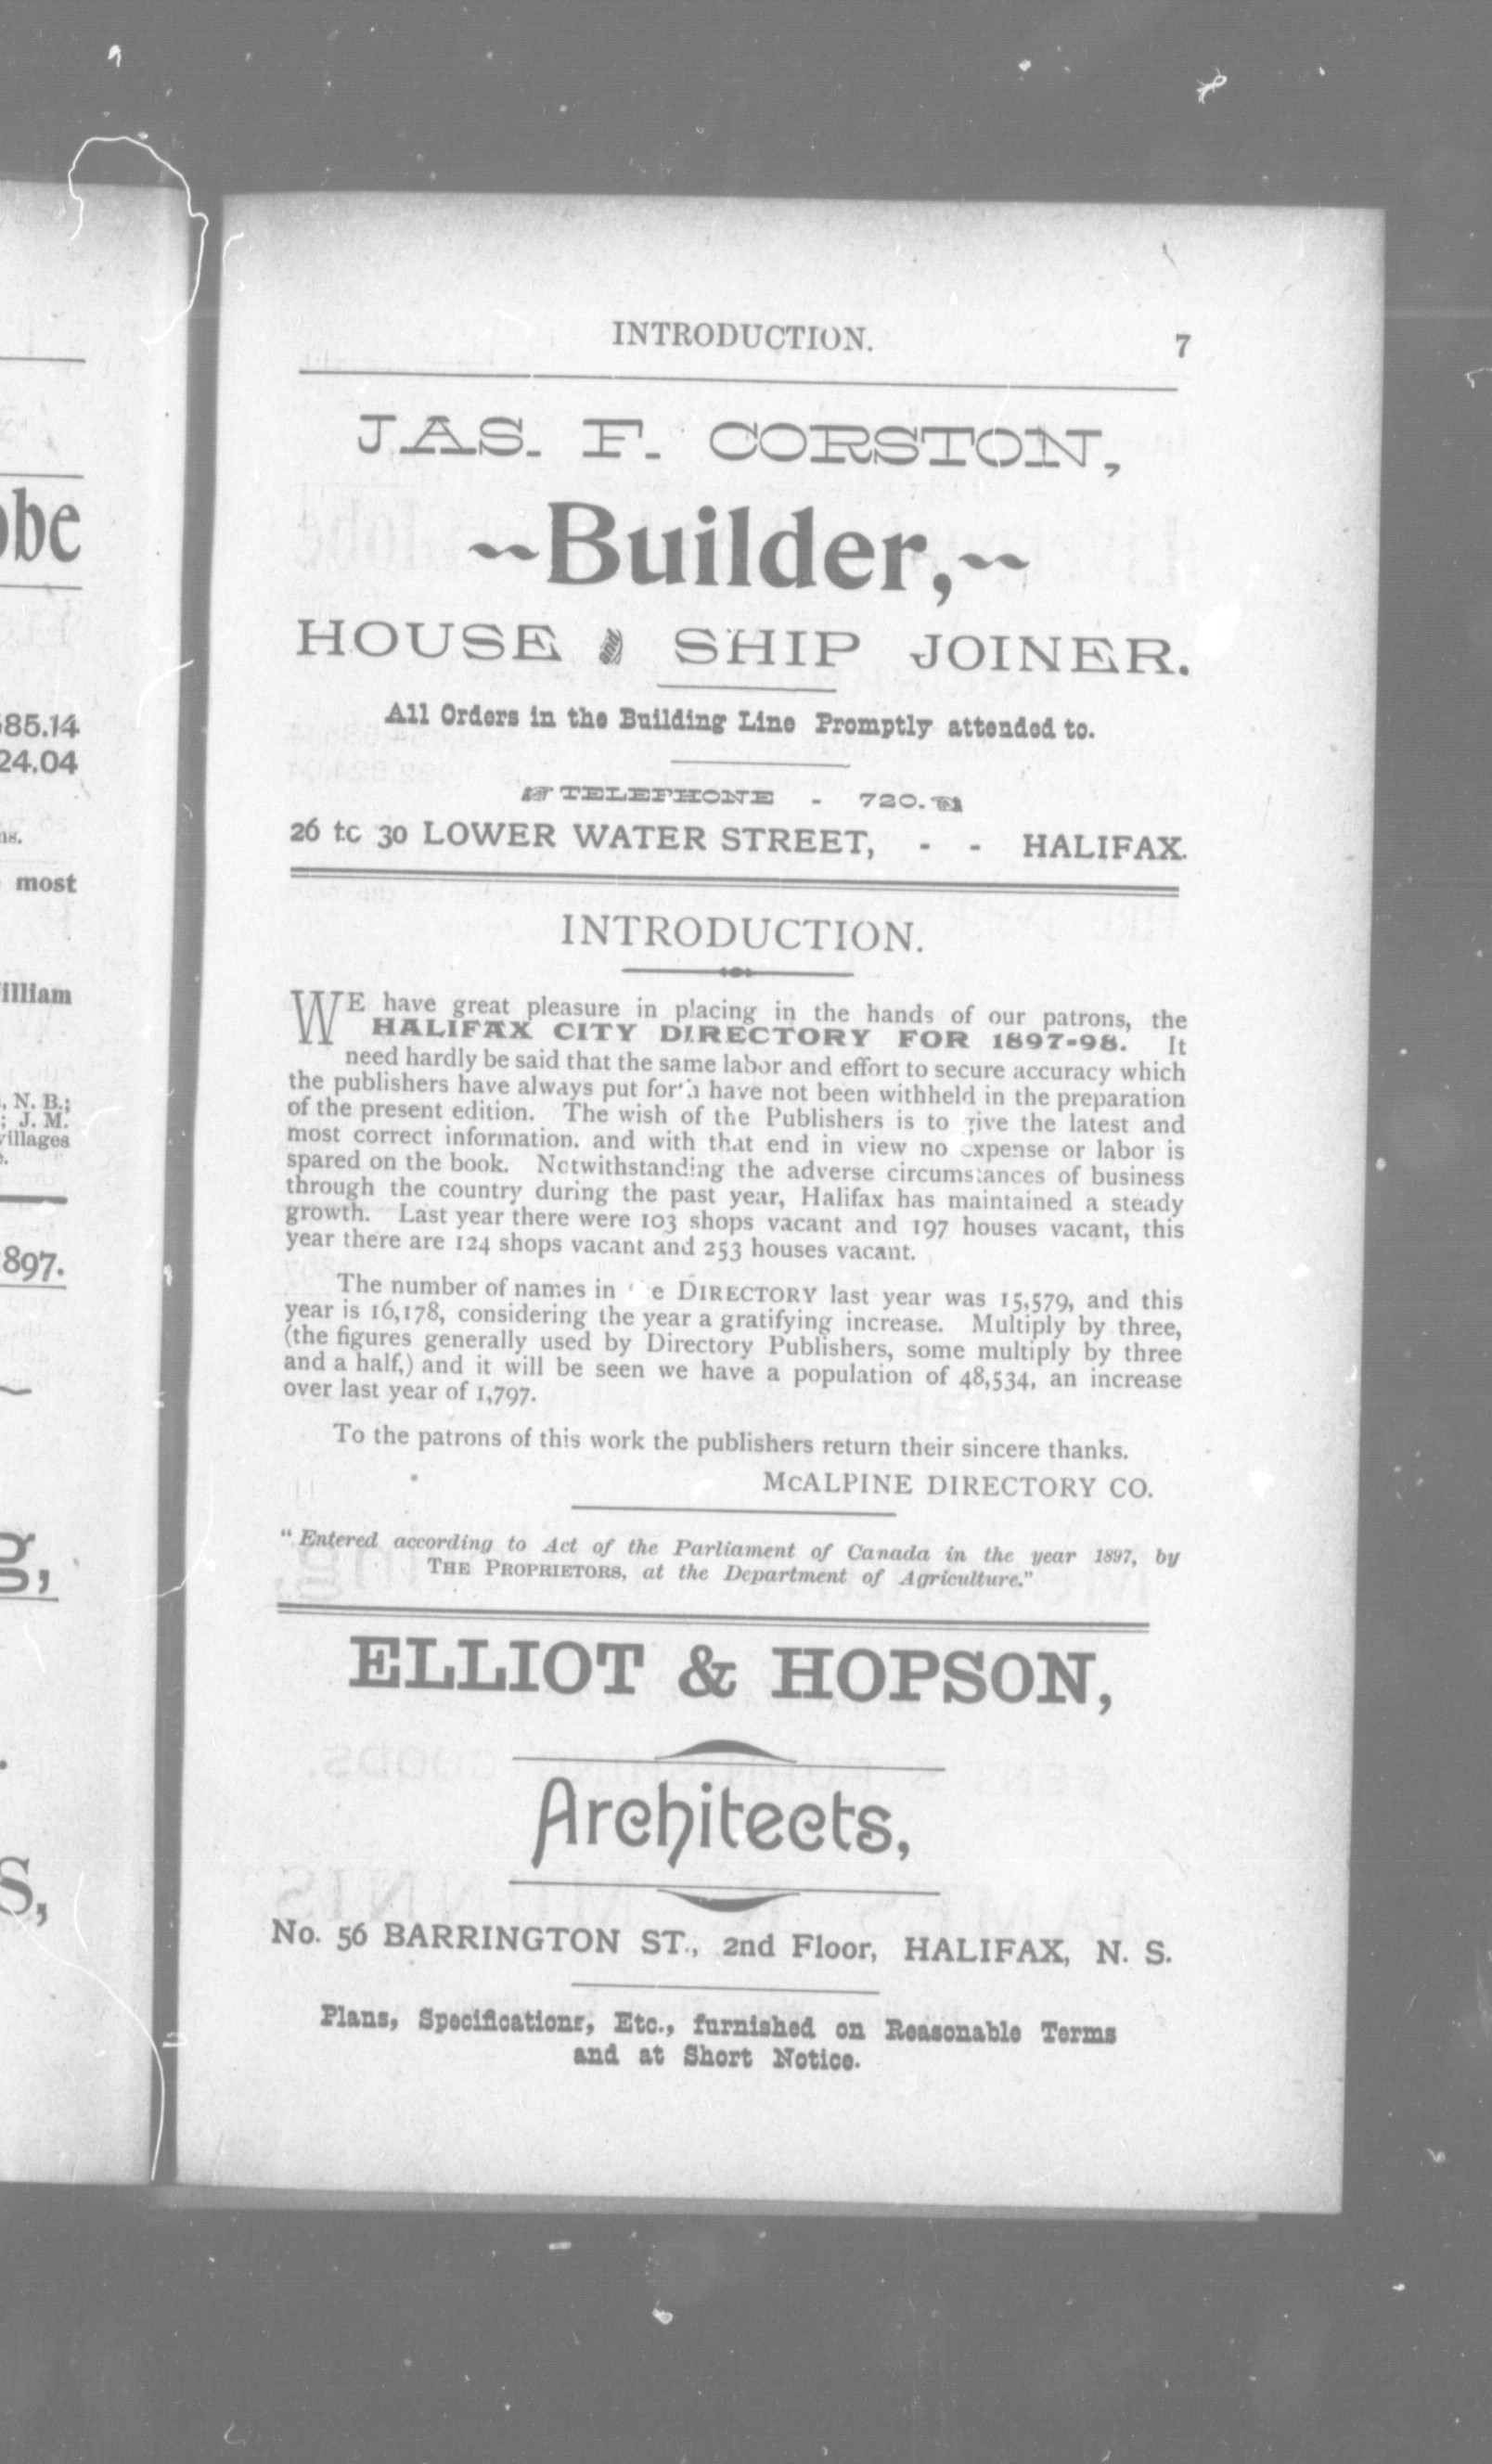 INTRODUCTION. 7
JAS. F. CORSTON,
~~Builder,~~
HOUSE & SHIP JOINER.
All Orders in the Building Line Promptly attended to.
TELEPHONE - 720.
26 to 30 LOWER WATER STREET, - - HALIFAX.
INTRODUCTION.
WE have great pleasure in placing in the hands of our patrons, the
HALIFAX CITY DIRECTORY FOR 1897-98. It
need hardly be said that the same labor and effort to secure accuracy which
the publishers have always put forth have not been withheld in the preparation
of the present edition. The wish of the Publishers is to give the latest and
most correct information, and with that end in view no expense or labor is
spared on the book. Notwithstanding the adverse circumstances of business
through the country during the past year, Halifax has maintained a steady
growth. Last year there were 103 shops vacant and 197 houses vacant, this
year there are 124 shops vacant and 253 houses vacant.
The number of names in the DIRECTORY last year was 15,579, and this
year is 16,178, considering the year a gratifying increase. Multiply by three,
(the figures generally used by Directory Publishers, some multiply by three
and a half,) and it will be seen we have a population of 48,534, an increase
over last year of 1,797.
To the patrons of this work the publishers return their sincere thanks.
McALPINE DIRECTORY CO.
"Entered according to Act of the Parliament of Canada in the year 1897, by
THE PROPRIETORS, at the Department of Agriculture."
ELLIOT & HOPSON,
Architects,
No. 56 BARRINGTON ST., 2nd Floor, HALIFAX, N. S.
Plans, Specifications, Etc., furnished on Reasonable Terms
and at Short Notice.